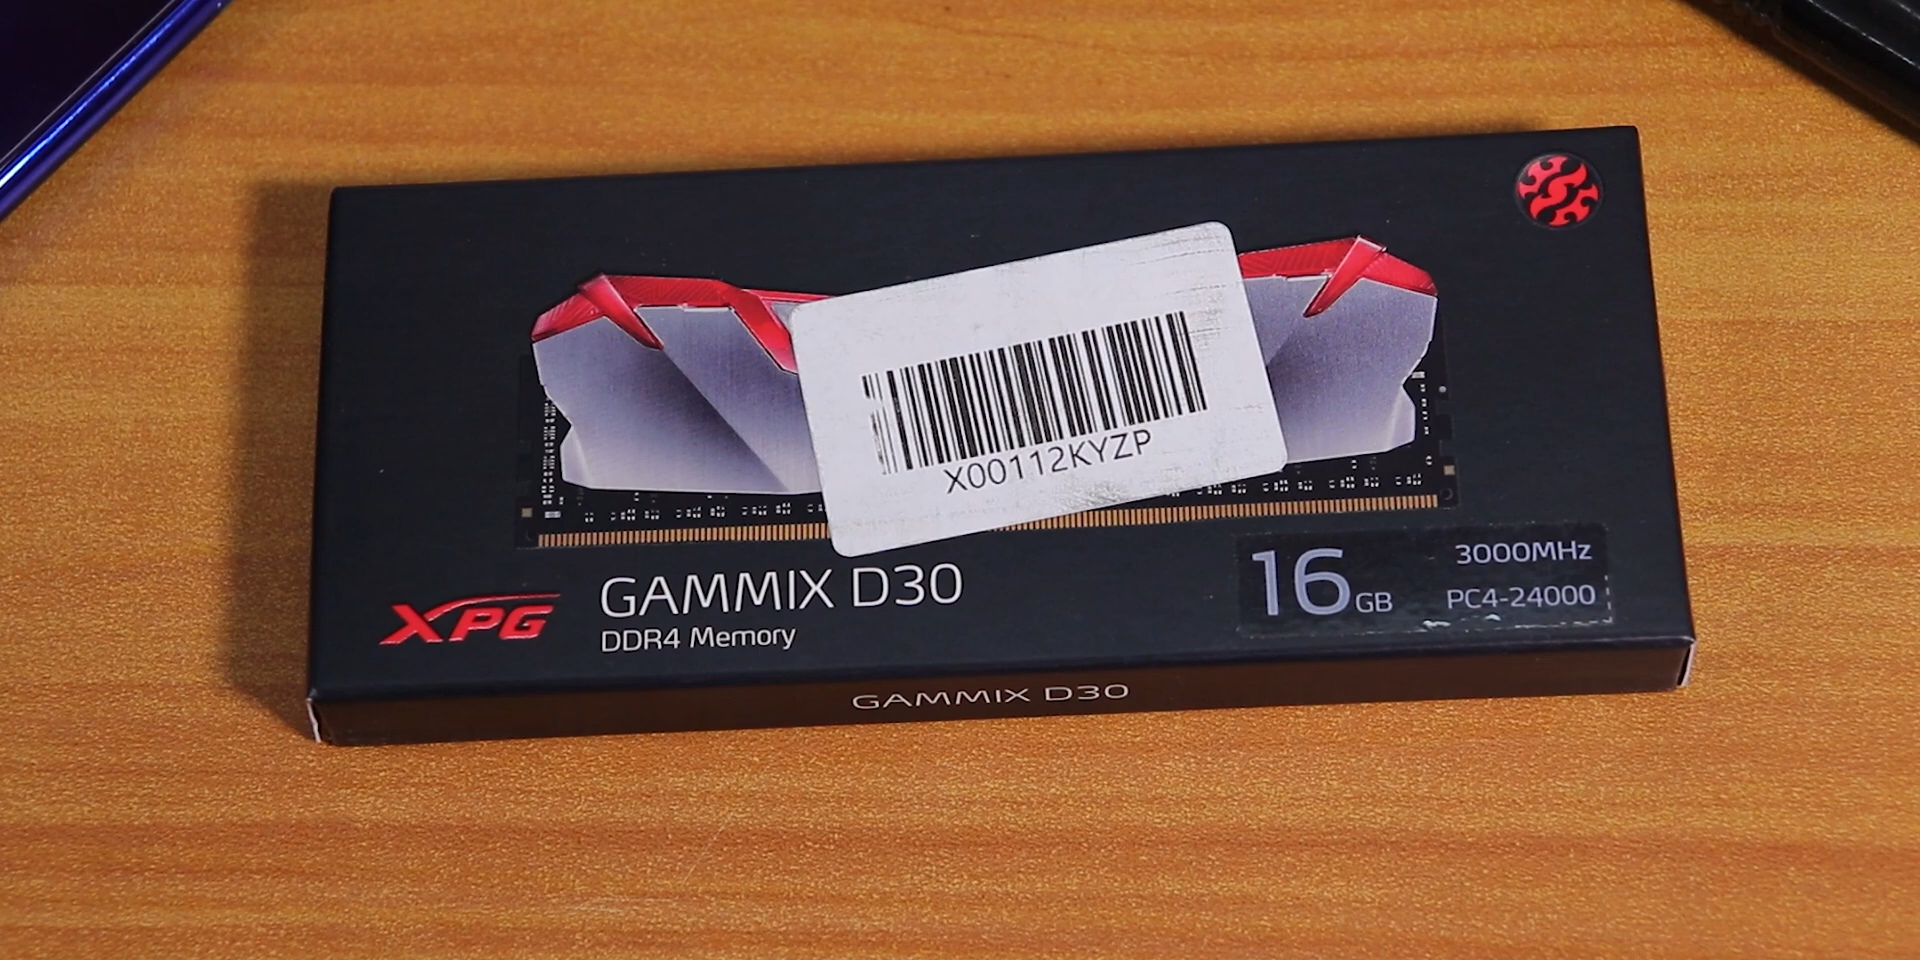 X00112KYZP
XPG
GAMMIX D30
DDR4 Memory
16GB
3000MHz
PC4-24000
GAMMIX D30